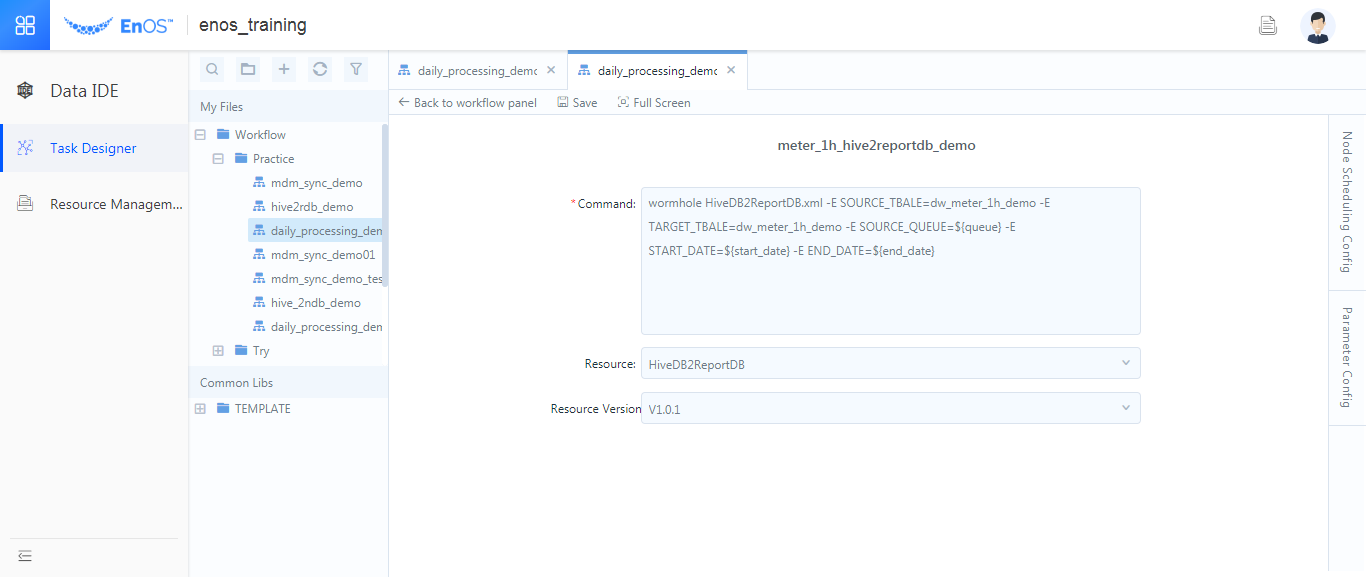 EnOS™
enos_training
Data IDE
Task Designer
Resource Managem...
My Files
Workflow
Practice
mdm_sync_demo
hive2rdb_demo
daily_processing_den
mdm_sync_demo01
mdm_sync_demo_tes
hive_2ndb_demo
daily_processing_den
Try
Common Libs
TEMPLATE
daily_processing_demo
daily_processing_demo
Back to workflow panel
Save
Full Screen
meter_1h_hive2reportdb_demo
*Command:
wormhole HiveDB2ReportDB.xml -E SOURCE_TBALE=dw_meter_1h_demo -E
TARGET_TBALE=dw_meter_1h_demo -E SOURCE_QUEUE=${queue} -E
START_DATE=${start_date} -E END_DATE=${end_date}
Resource:
HiveDB2ReportDB
Resource Version
V1.0.1
Node Scheduling Config
Parameter Config